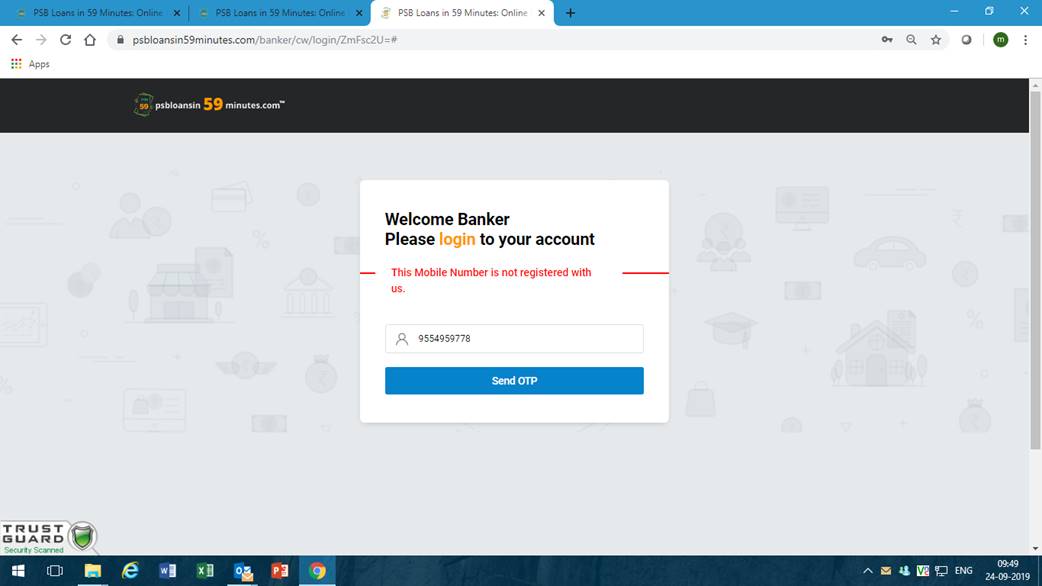 PSB Loans in 59 Minutes: Online
PSB Loans in 59 Minutes: Online
PSB Loans in 59 Minutes: Online
psbloansin59minutes.com/banker/cw/login/ZmFsc2U=#
m
Apps
psbloansin 59 minutes.com™
Welcome Banker
Please login to your account
This Mobile Number is not registered with
us.
9554959778
Send OTP
TRUST
GUARD
Security Scanned
ENG
09:49
24-09-2019